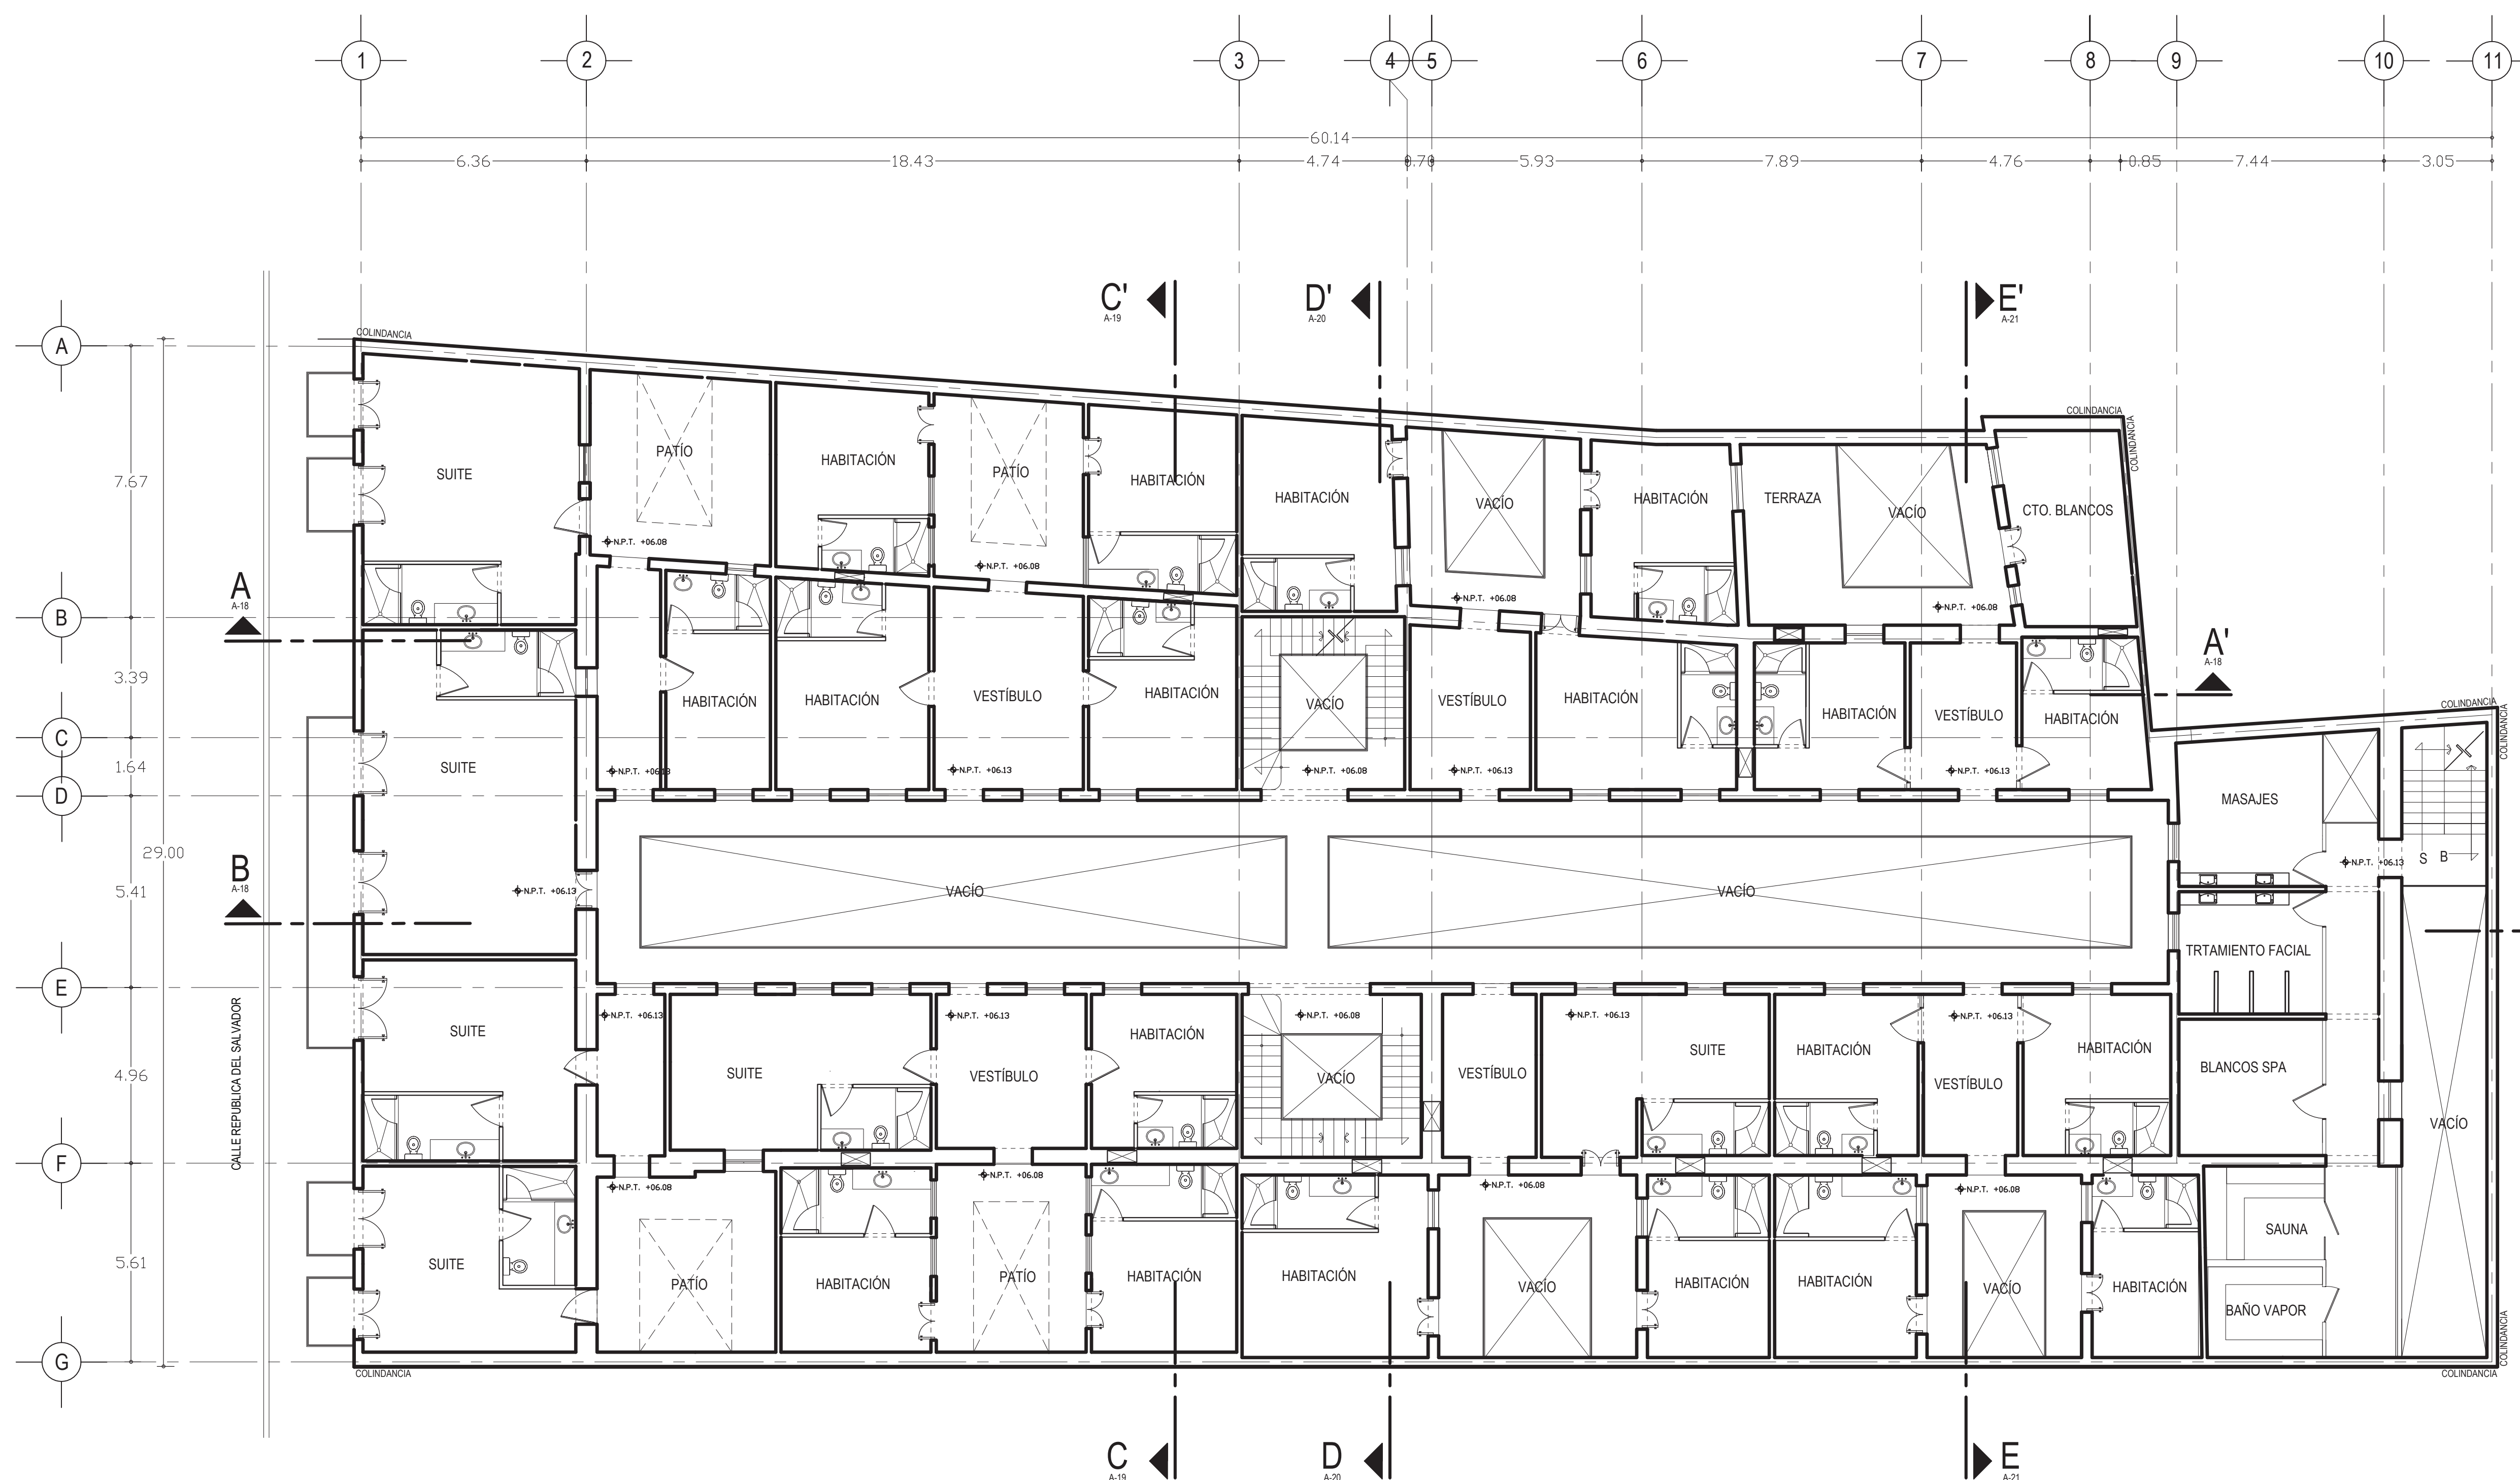 1 2 3 4 5 6 7 8 9 10 11
60.14
6.36 18.43 4.74 0.70 5.93 7.89 4.76 0.85 7.44 3.05
C' D' E'
A-19 A-20 A-21
A
COLINDANCIA
COLINDANCIA
COLINDANCIA
7.67
SUITE PATÍO HABITACIÓN PATÍO HABITACIÓN HABITACIÓN VACÍO HABITACIÓN TERRAZA VACÍO CTO. BLANCOS
N.P.T. +06.08
N.P.T. +06.08
N.P.T. +06.08
N.P.T. +06.08
A
A-18
B
A'
A-18
3.39
HABITACIÓN HABITACIÓN VESTÍBULO HABITACIÓN VACÍO VESTÍBULO HABITACIÓN HABITACIÓN VESTÍBULO HABITACIÓN
COLINDANCIA
COLINDANCIA
C
1.64
SUITE
N.P.T. +06.13 N.P.T. +06.13 N.P.T. +06.08 N.P.T. +06.13 N.P.T. +06.13
D
MASAJES
29.00
N.P.T. +06.13 S B
B
A-18
5.41
N.P.T. +06.13 VACÍO VACÍO
TRTAMIENTO FACIAL
E
CALLE REPUBLICA DEL SALVADOR
N.P.T. +06.13 N.P.T. +06.13 N.P.T. +06.08 N.P.T. +06.13 N.P.T. +06.13
SUITE HABITACIÓN SUITE HABITACIÓN HABITACIÓN
4.96
SUITE VESTÍBULO VACÍO VESTÍBULO VESTÍBULO BLANCOS SPA
VACÍO
F
N.P.T. +06.08 N.P.T. +06.08 N.P.T. +06.08 N.P.T. +06.08
SAUNA
5.61
SUITE PATÍO HABITACIÓN PATÍO HABITACIÓN HABITACIÓN VACÍO HABITACIÓN HABITACIÓN VACÍO HABITACIÓN
BAÑO VAPOR
COLINDANCIA
G
COLINDANCIA
COLINDANCIA
C D E
A-19 A-20 A-21